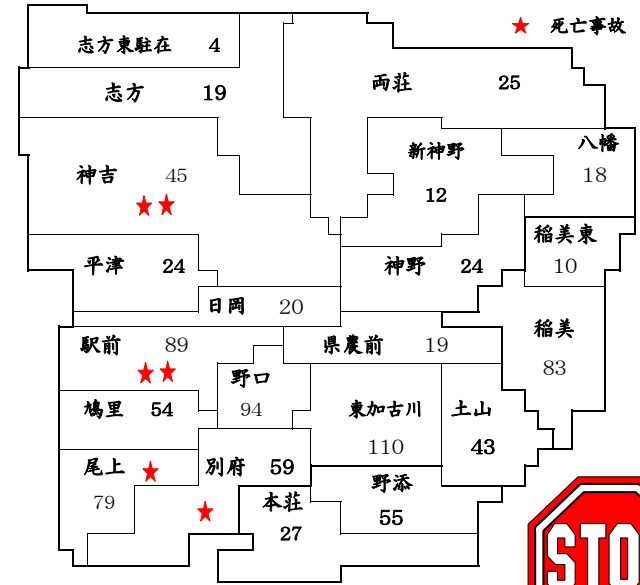 ★ 死亡事故
志方東駐在 4
志方 19
両荘 25
新神野
12
八幡
18
神吉 45
★★
稲美東
10
平津 24
神野 24
日岡 20
稲美
83
駅前 89
★★
県農前 19
野口
94
鳩里 54
東加古川
110
土山
43
尾上 ★
79
別府 59
★
野添
55
本荘
27
STO